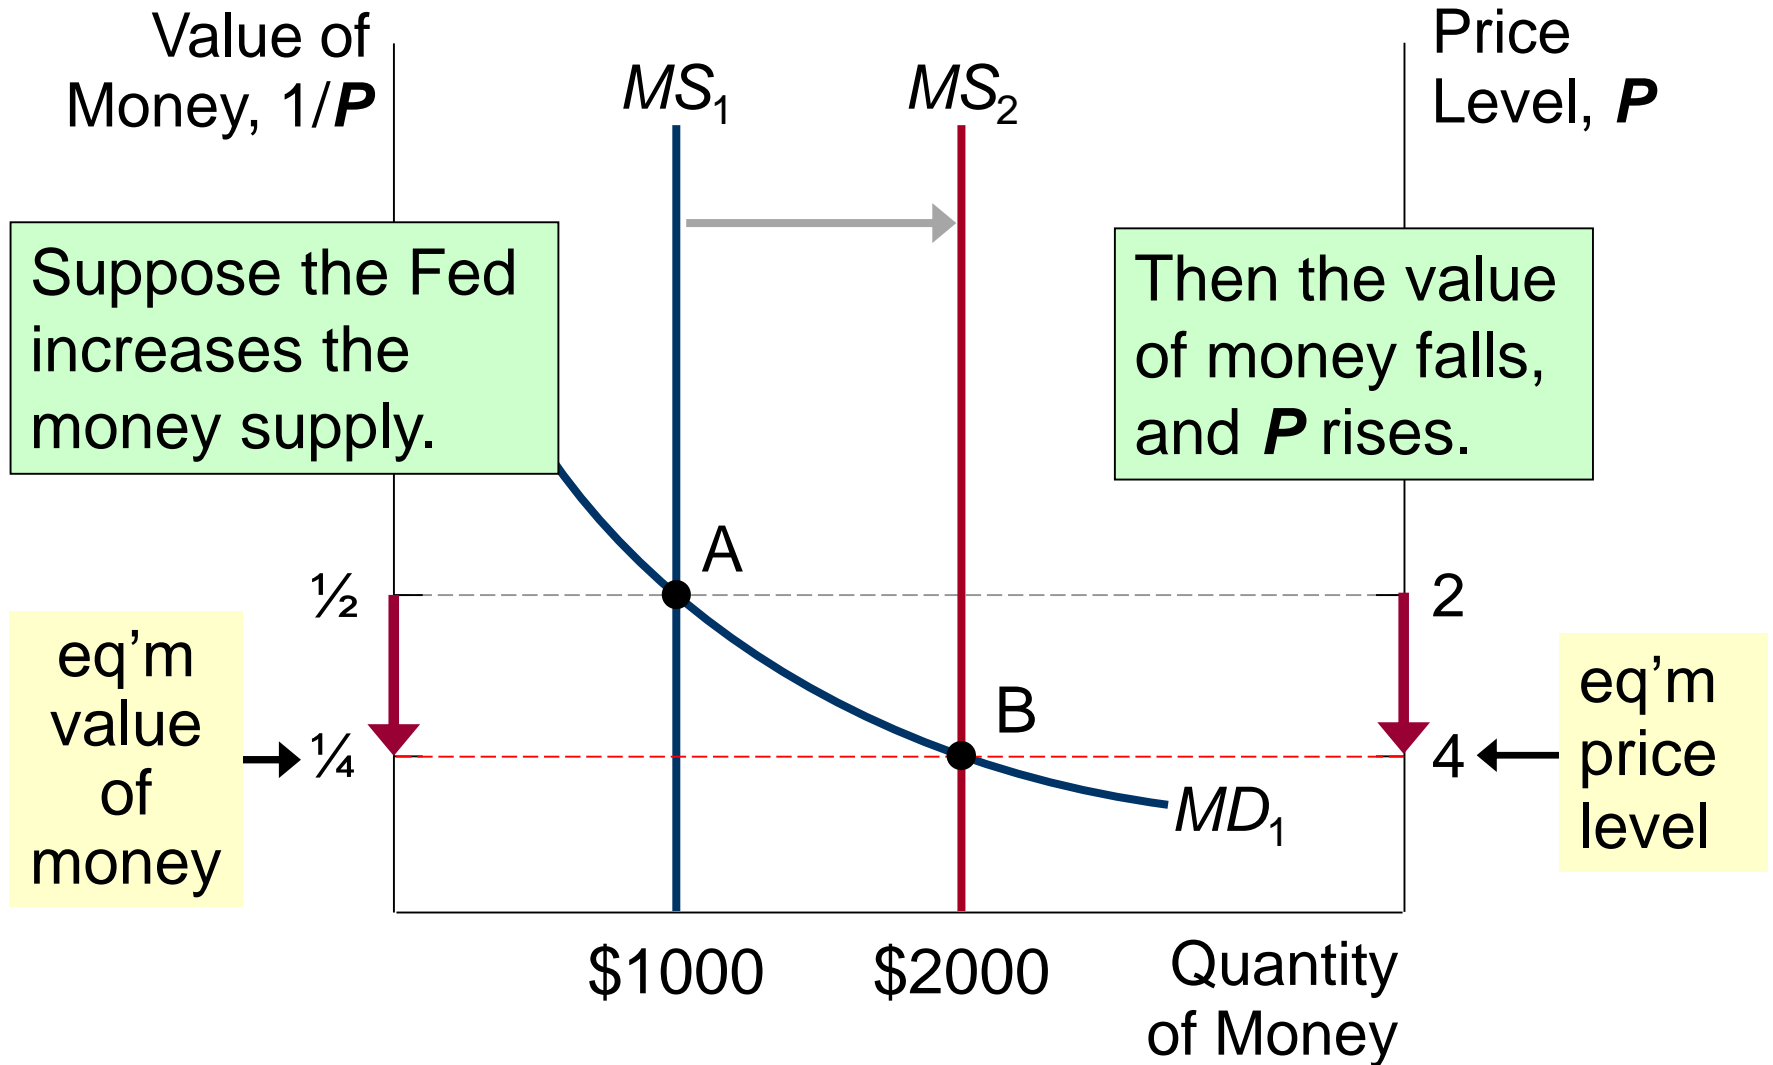 Value of
Money, 1/P
MS₁
MS₂
Price
Level, P
Suppose the Fed
increases the
money supply.
Then the value
of money falls,
and P rises.
A
½
2
eq’m
value
of
money
B
¼
4
eq’m
price
level
MD₁
$1000
$2000
Quantity
of Money